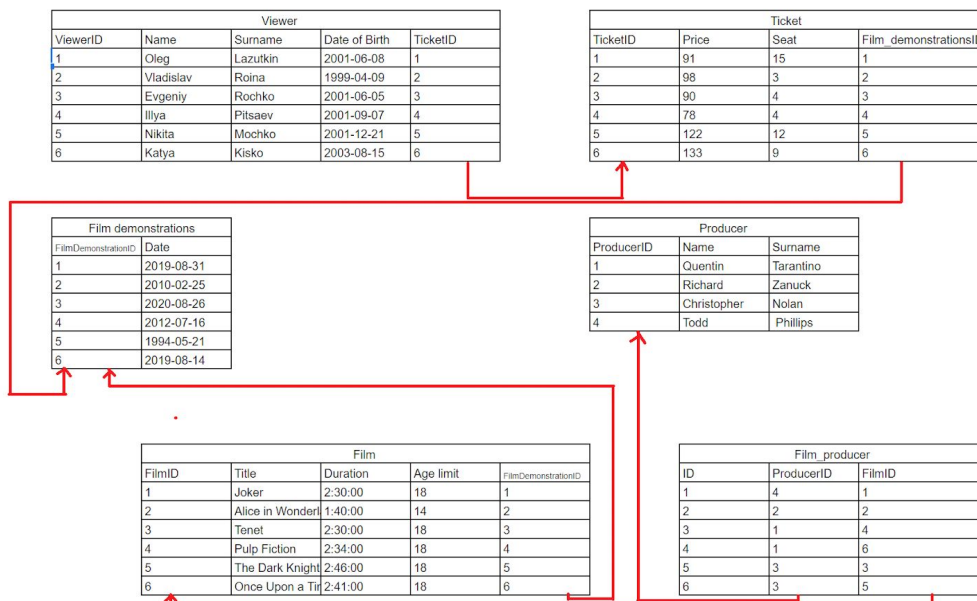 Viewer
ViewerID Name Surname Date of Birth TicketID
1 Oleg Lazutkin 2001-06-08 1
2 Vladislav Roina 1999-04-09 2
3 Evgeniy Rochko 2001-06-05 3
4 Illya Pitsaev 2001-09-07 4
5 Nikita Mochko 2001-12-21 5
6 Katya Kisko 2003-08-15 6
Ticket
TicketID Price Seat Film_demonstrationsID
1 91 15 1
2 98 3 2
3 90 4 3
4 78 4 4
5 122 12 5
6 133 9 6
Film demonstrations
FilmDemonstrationID Date
1 2019-08-31
2 2010-02-25
3 2020-08-26
4 2012-07-16
5 1994-05-21
6 2019-08-14
Producer
ProducerID Name Surname
1 Quentin Tarantino
2 Richard Zanuck
3 Christopher Nolan
4 Todd Phillips
Film
FilmID Title Duration Age limit FilmDemonstrationID
1 Joker 2:30:00 18 1
2 Alice in Wonderl 1:40:00 14 2
3 Tenet 2:30:00 18 3
4 Pulp Fiction 2:34:00 18 4
5 The Dark Knight 2:46:00 18 5
6 Once Upon a Tir 2:41:00 18 6
Film_producer
ID ProducerID FilmID
1 4 1
2 2 2
3 1 4
4 1 6
5 3 3
6 3 5